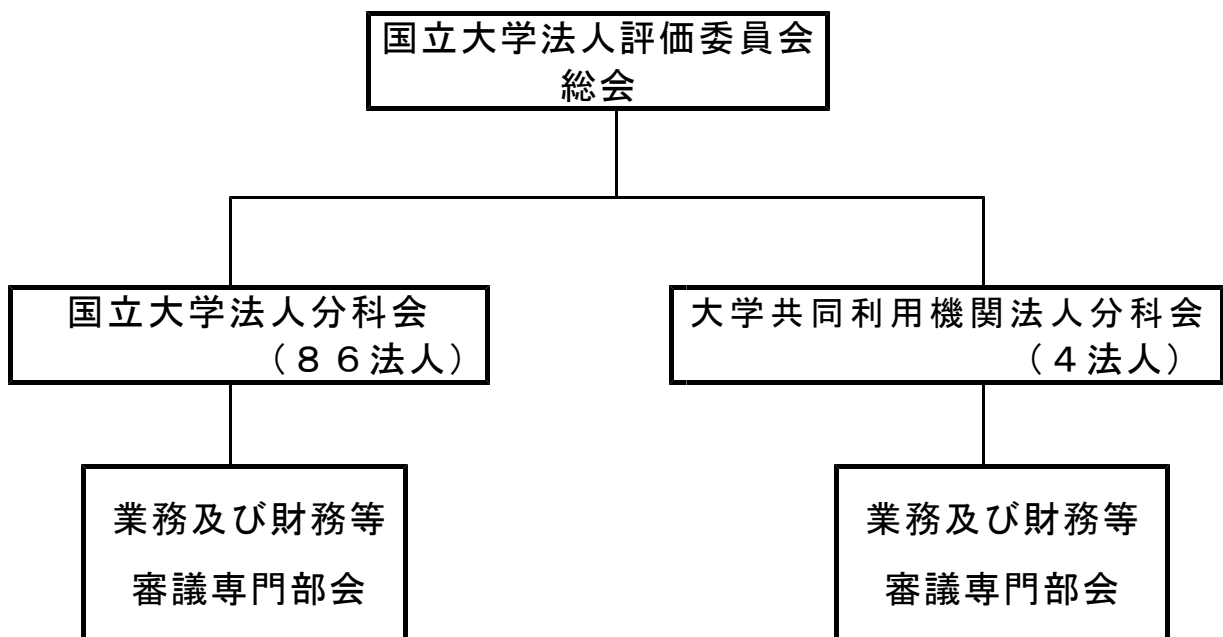 国立大学法人評価委員会
総会
国立大学法人分科会
（８６法人）
大学共同利用機関法人分科会
（４法人）
業務及び財務等
審議専門部会
業務及び財務等
審議専門部会